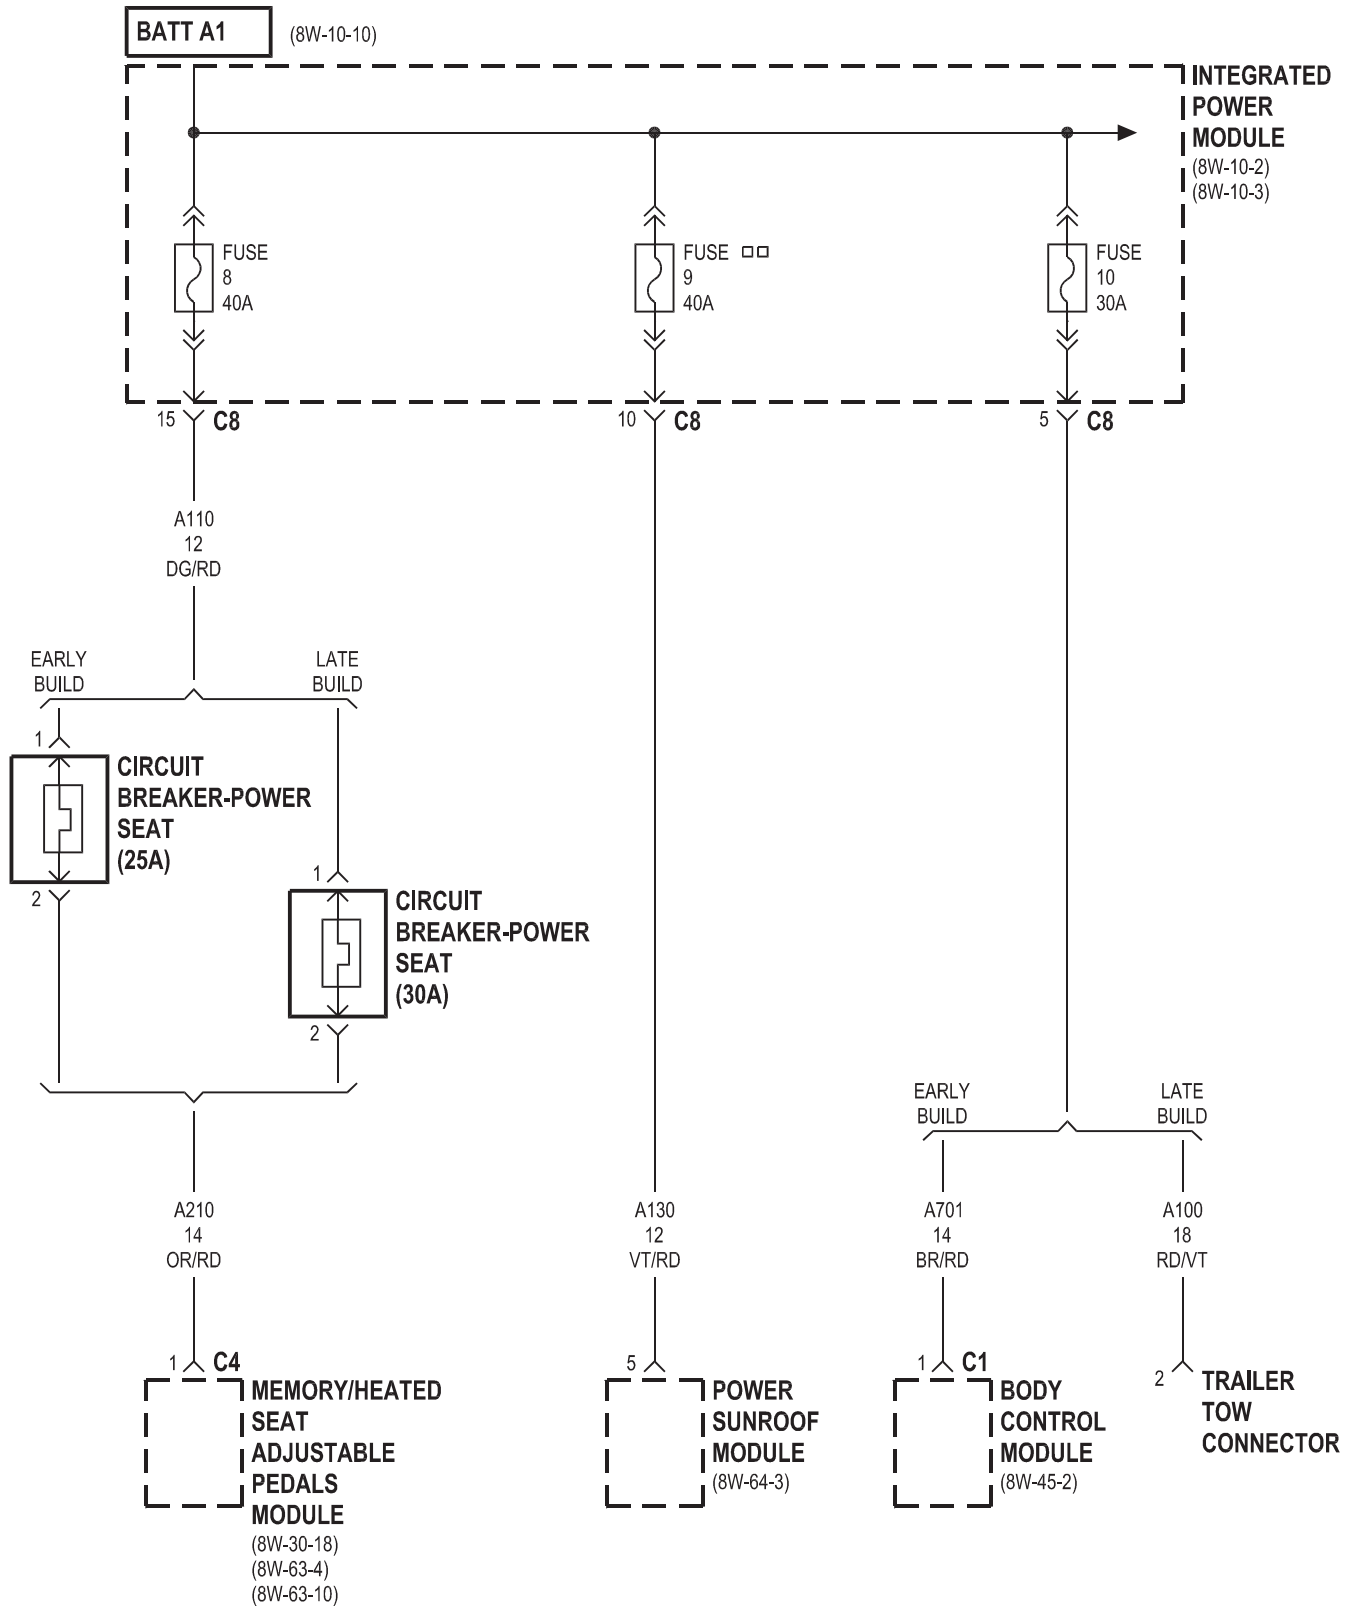 BATT A1
(8W-10-10)
INTEGRATED
POWER
MODULE
(8W-10-2)
(8W-10-3)
FUSE
8
40A
FUSE
9
40A
FUSE
10
30A
15 C8
10 C8
5 C8
A110
12
DG/RD
EARLY
BUILD
LATE
BUILD
1
CIRCUIT
BREAKER-POWER
SEAT
(25A)
2
1
CIRCUIT
BREAKER-POWER
SEAT
(30A)
2
EARLY
BUILD
LATE
BUILD
A210
14
OR/RD
A130
12
VT/RD
A701
14
BR/RD
A100
18
RD/VT
1 C4
MEMORY/HEATED
SEAT
ADJUSTABLE
PEDALS
MODULE
(8W-30-18)
(8W-63-4)
(8W-63-10)
5
POWER
SUNROOF
MODULE
(8W-64-3)
1 C1
BODY
CONTROL
MODULE
(8W-45-2)
2
TRAILER
TOW
CONNECTOR